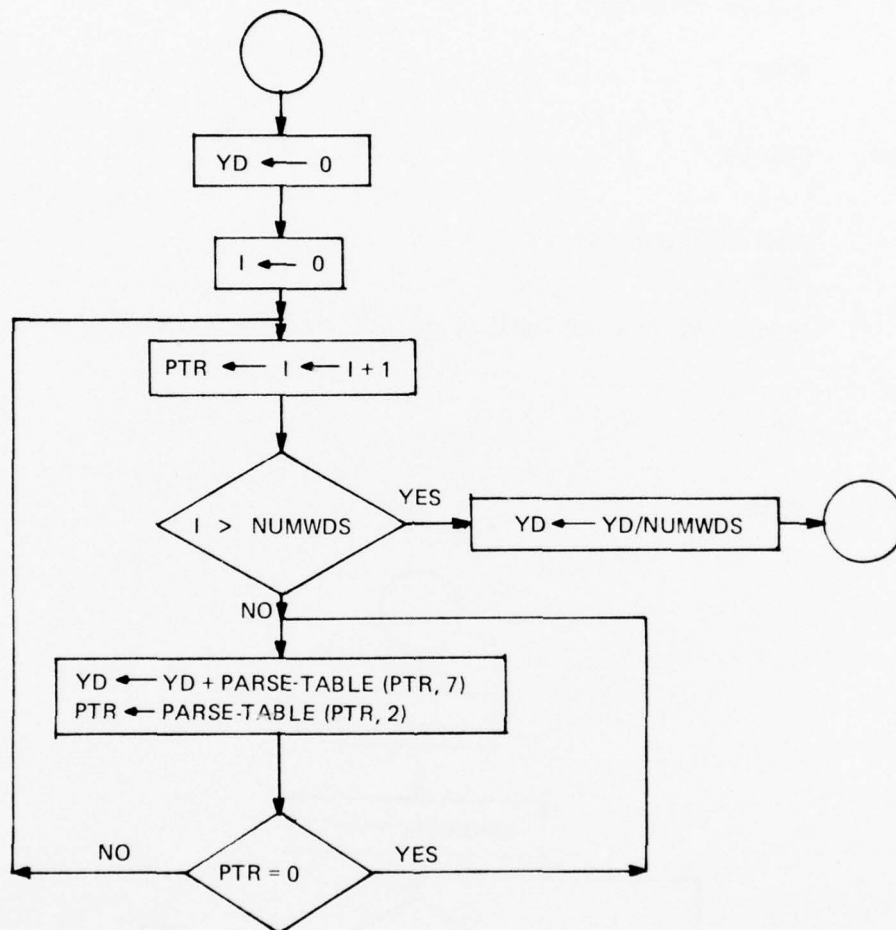 YD ← 0
I ← 0
PTR ← I ← I + 1
I > NUMWDS
YES
YD ← YD/NUMWDS
NO
YD ← YD + PARSE-TABLE (PTR, 7)
PTR ← PARSE-TABLE (PTR, 2)
NO
PTR = 0
YES